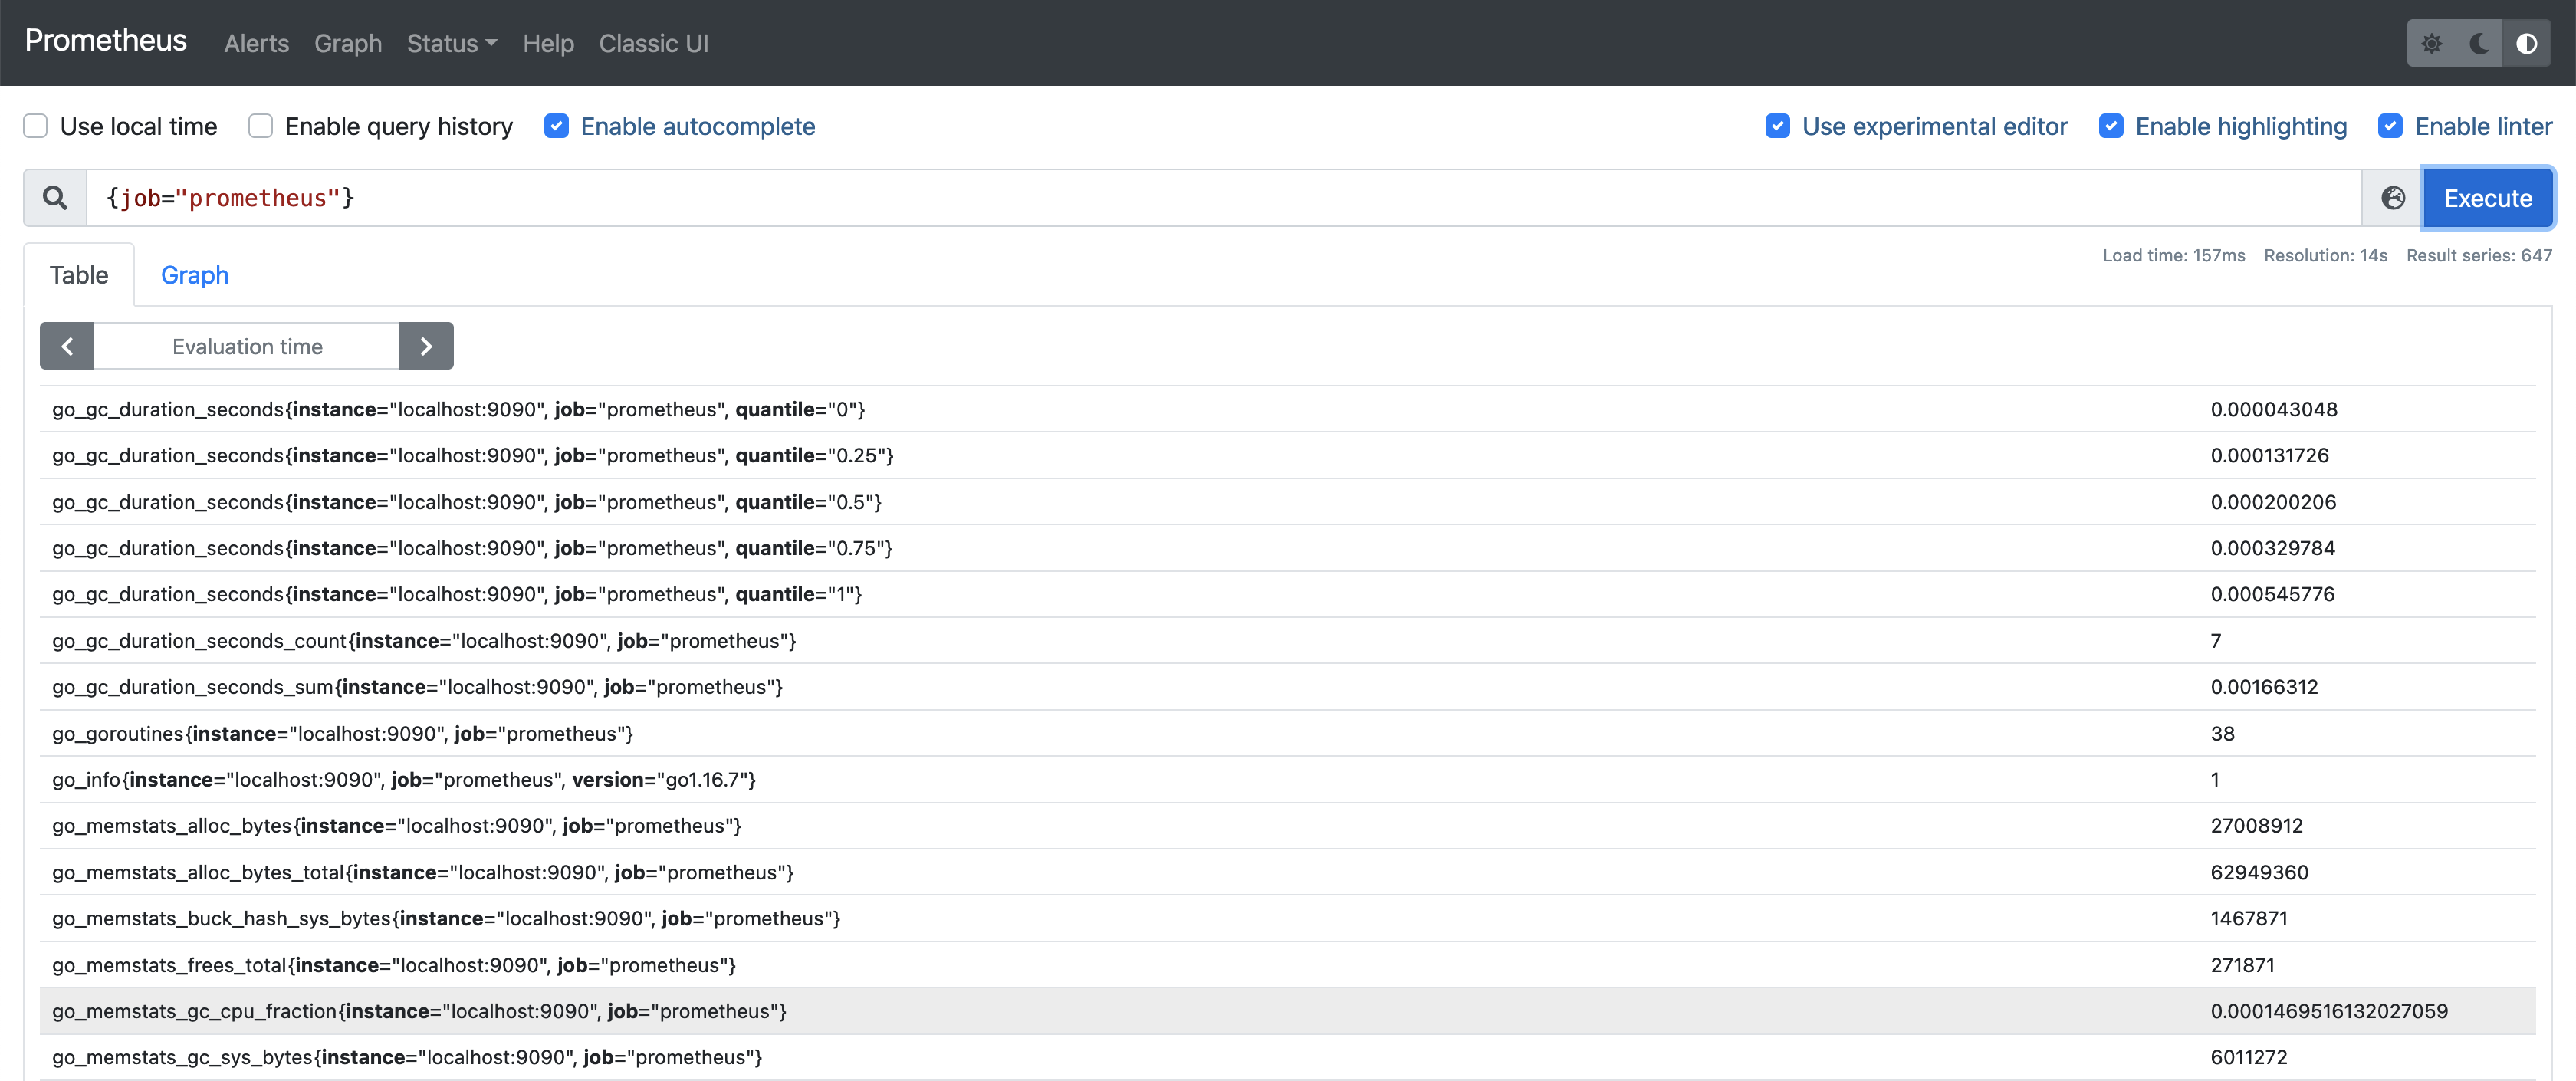 Prometheus Alerts Graph Status Help Classic UI
Use local time Enable query history Enable autocomplete Use experimental editor Enable highlighting Enable linter
{job="prometheus"} Execute
Table Graph Load time: 157ms Resolution: 14s Result series: 647
Evaluation time
go_gc_duration_seconds{instance="localhost:9090", job="prometheus", quantile="0"} 0.000043048
go_gc_duration_seconds{instance="localhost:9090", job="prometheus", quantile="0.25"} 0.000131726
go_gc_duration_seconds{instance="localhost:9090", job="prometheus", quantile="0.5"} 0.000200206
go_gc_duration_seconds{instance="localhost:9090", job="prometheus", quantile="0.75"} 0.000329784
go_gc_duration_seconds{instance="localhost:9090", job="prometheus", quantile="1"} 0.000545776
go_gc_duration_seconds_count{instance="localhost:9090", job="prometheus"} 7
go_gc_duration_seconds_sum{instance="localhost:9090", job="prometheus"} 0.00166312
go_goroutines{instance="localhost:9090", job="prometheus"} 38
go_info{instance="localhost:9090", job="prometheus", version="go1.16.7"} 1
go_memstats_alloc_bytes{instance="localhost:9090", job="prometheus"} 27008912
go_memstats_alloc_bytes_total{instance="localhost:9090", job="prometheus"} 62949360
go_memstats_buck_hash_sys_bytes{instance="localhost:9090", job="prometheus"} 1467871
go_memstats_frees_total{instance="localhost:9090", job="prometheus"} 271871
go_memstats_gc_cpu_fraction{instance="localhost:9090", job="prometheus"} 0.0001469516132027059
go_memstats_gc_sys_bytes{instance="localhost:9090", job="prometheus"} 6011272